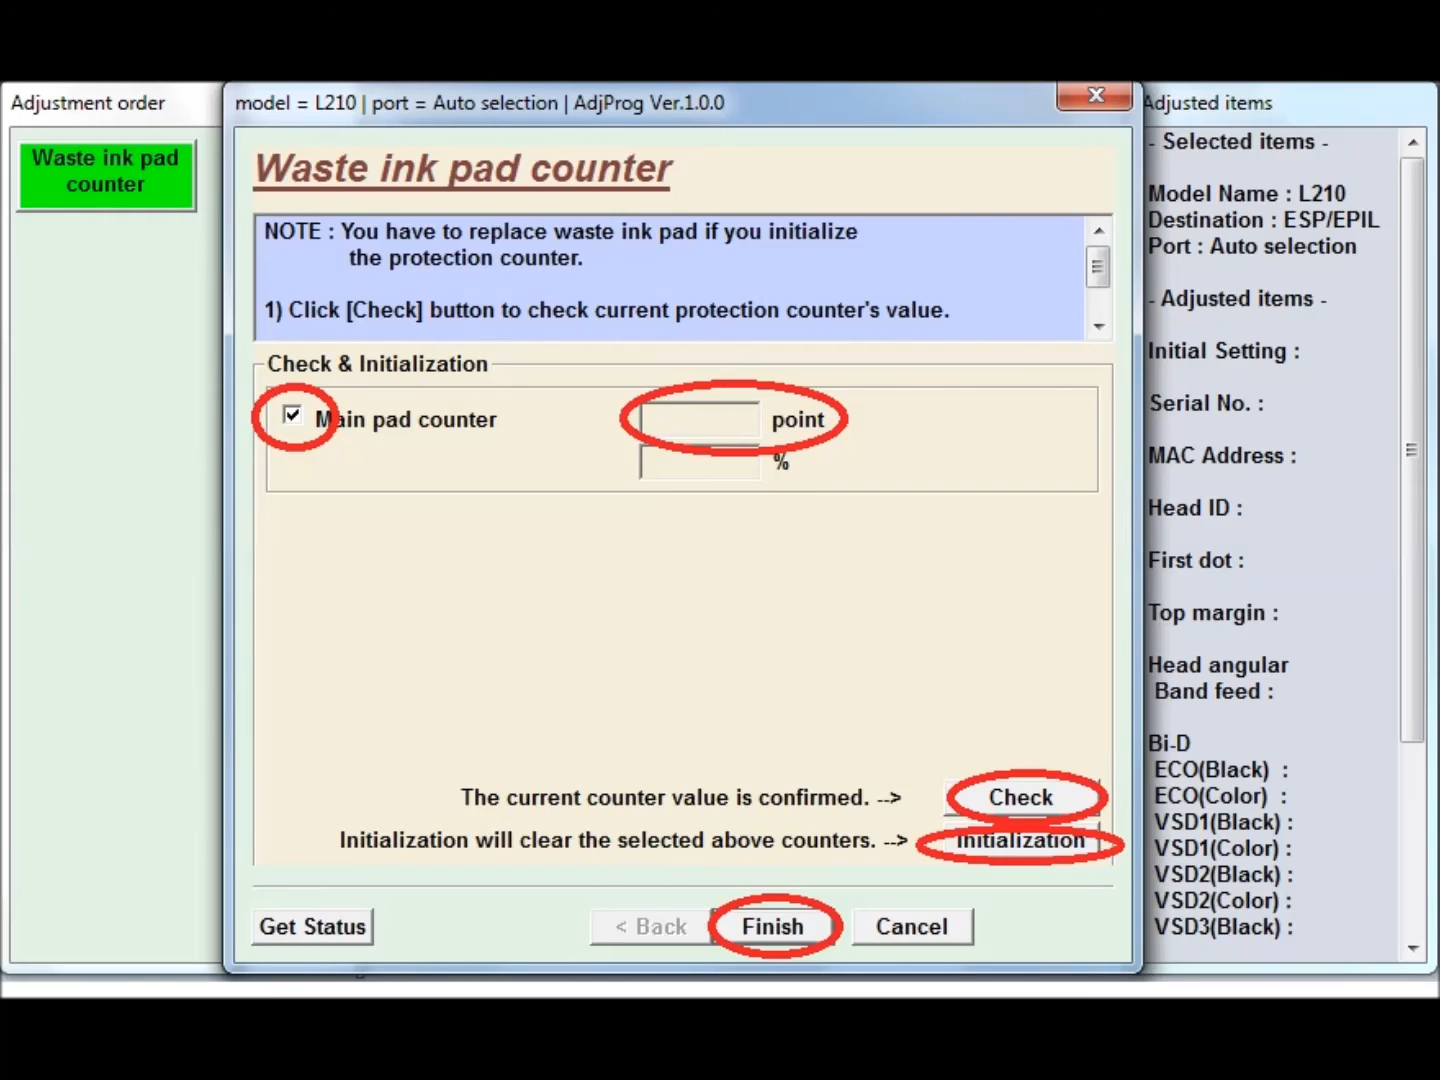 Adjustment order
Waste ink pad
counter
model = L210 | port = Auto selection | AdjProg Ver.1.0.0
Waste ink pad counter
NOTE : You have to replace waste ink pad if you initialize
the protection counter.
1) Click [Check] button to check current protection counter's value.
Check & Initialization
Main pad counter
point
%
The current counter value is confirmed. -->
Check
Initialization will clear the selected above counters. -->
Initialization
Get Status
< Back
Finish
Cancel
Adjusted items
- Selected items -
Model Name : L210
Destination : ESP/EPIL
Port : Auto selection
- Adjusted items -
Initial Setting :
Serial No. :
MAC Address :
Head ID :
First dot :
Top margin :
Head angular
Band feed :
Bi-D
ECO(Black) :
ECO(Color) :
VSD1(Black) :
VSD1(Color) :
VSD2(Black) :
VSD2(Color) :
VSD3(Black) :